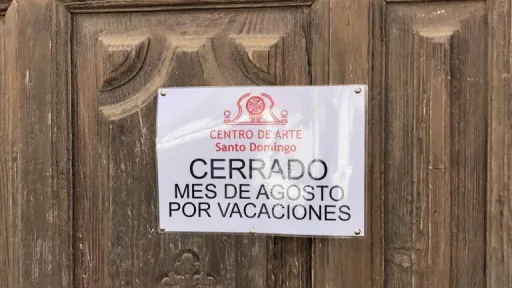 CENTRO DE ARTE
Santo Domingo
CERRADO
MES DE AGOSTO
POR VACACIONES